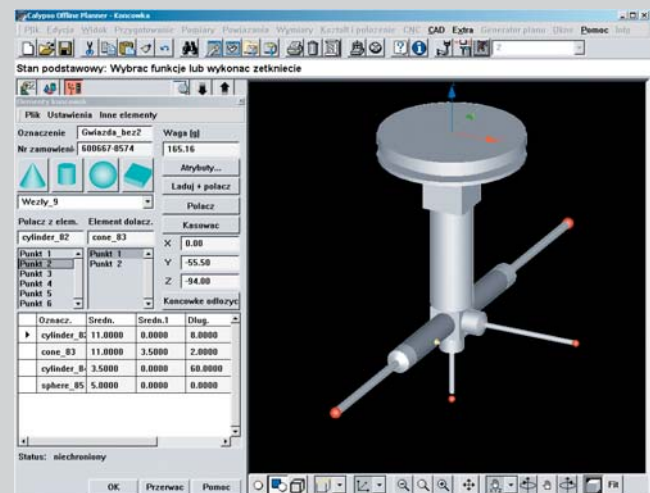 Calypso Offline Planner - Koncowka
Plik Edycja Widok Przygotowanie Pomiary Powiazania Wymiary Ksztalt i polozenie CNC CAD Extra Generator planu Okno Pomoc Info
2
Stan podstawowy: Wybrac funkcje lub wykonac zetkniecie
Elementy koncowek
Plik Ustawienia Inne elementy
Oznaczenie Gwiazda_bez2 Waga [g]
Nr zamowieni- 600667-8574 165.16
Atrybuty...
Laduj + polacz
Wezly_9 Polacz
Polacz z elem. Element dolacz. Kasowac
cylinder_82 cone_83 X 0.00
Punkt 1 Punkt 1
Punkt 2 Punkt 2 Y -55.50
Punkt 3
Punkt 4 Z -94.00
Punkt 5
Punkt 6 Koncowke odlozyc
Oznacz. Sredn. Sredn.1 Dlug.
cylinder_82 11.0000 0.0000 8.0000
cone_83 11.0000 3.5000 2.0000
cylinder_84 3.5000 0.0000 60.0000
sphere_85 5.0000 0.0000 0.0000
Status: niechroniony
OK Przerwac Pomoc
Fit